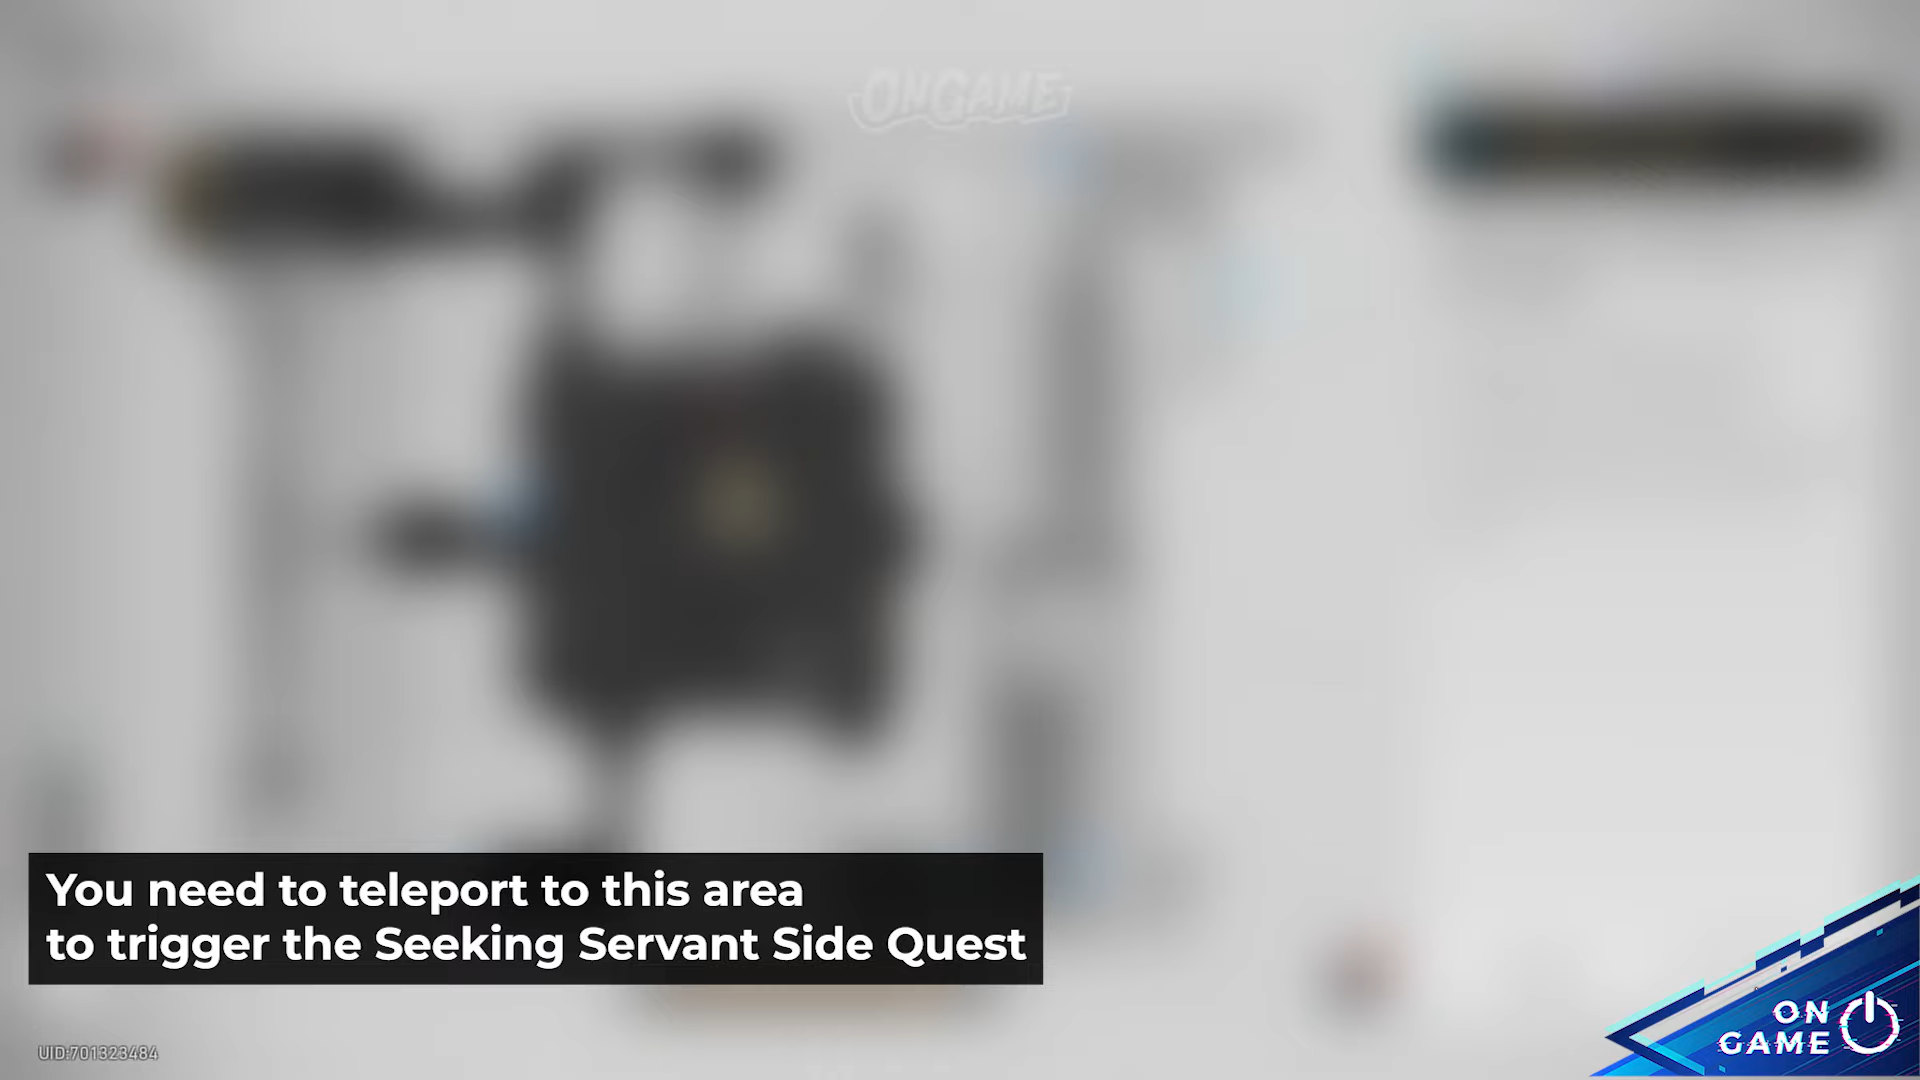 ONGAME
You need to teleport to this area
to trigger the Seeking Servant Side Quest
UID:701323484
ON
GAME